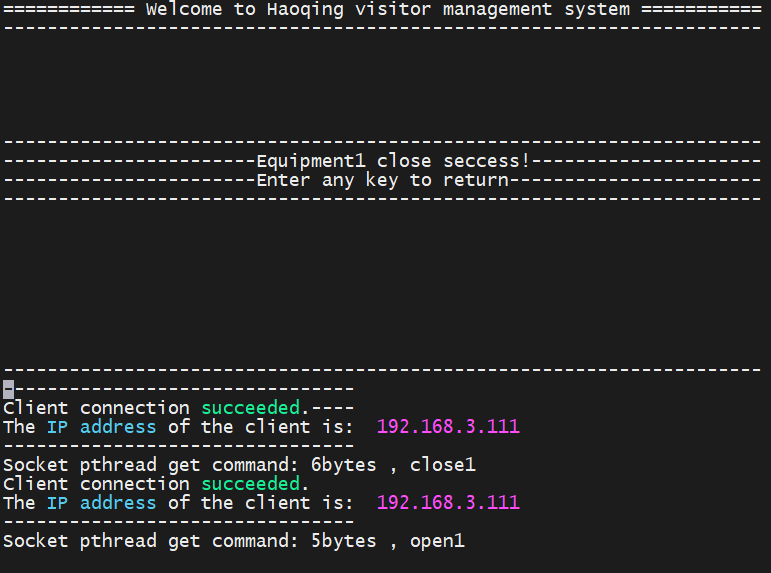 ============ Welcome to Haoqing visitor management system ===========
---------------------------------------------------------------------
---------------------------------------------------------------------
-----------------------Equipment1 close seccess!---------------------
-----------------------Enter any key to return-----------------------
---------------------------------------------------------------------
---------------------------------------------------------------------
--------------------------------
Client connection succeeded.----
The IP address of the client is:  192.168.3.111
--------------------------------
Socket pthread get command: 6bytes , close1
Client connection succeeded.
The IP address of the client is:  192.168.3.111
--------------------------------
Socket pthread get command: 5bytes , open1